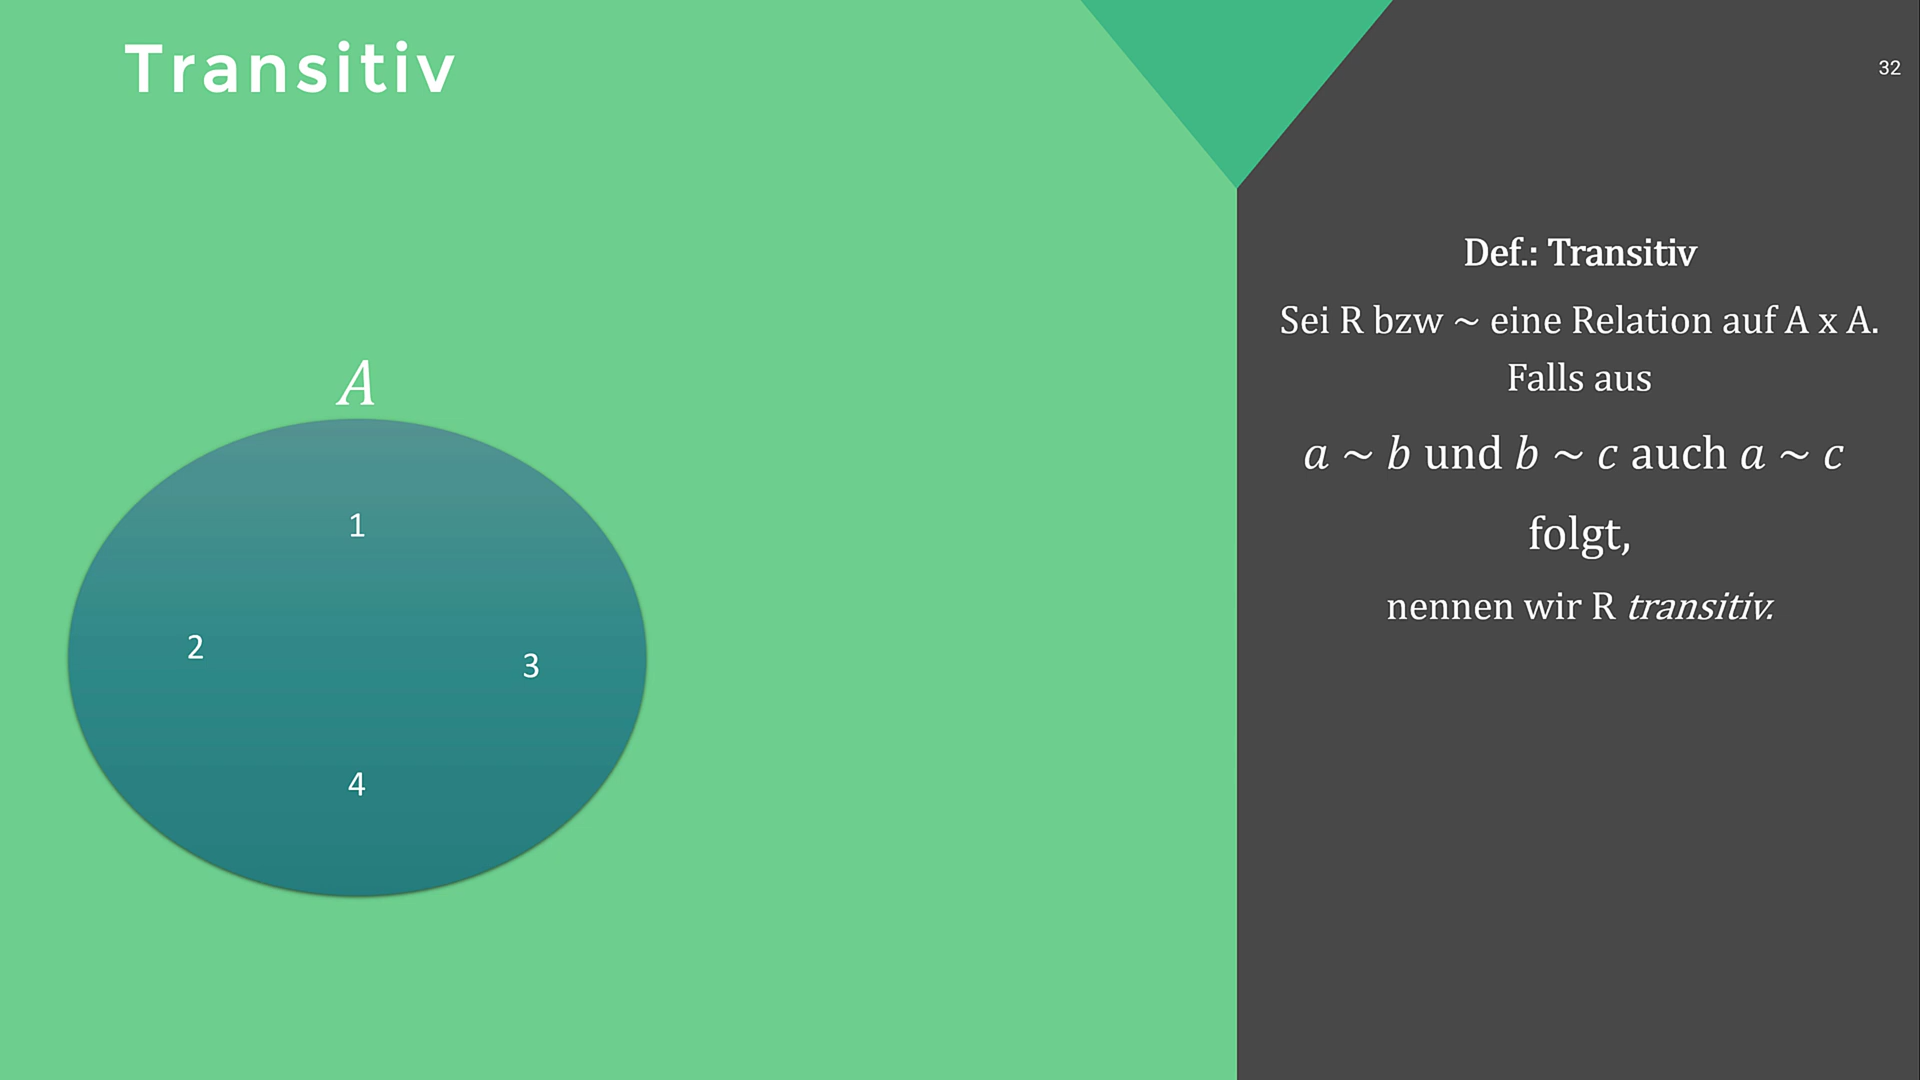 Transitiv
32
A
1
2
3
4
Def.: Transitiv
Sei R bzw ~ eine Relation auf A x A.
Falls aus
a ~ b und b ~ c auch a ~ c
folgt,
nennen wir R transitiv.